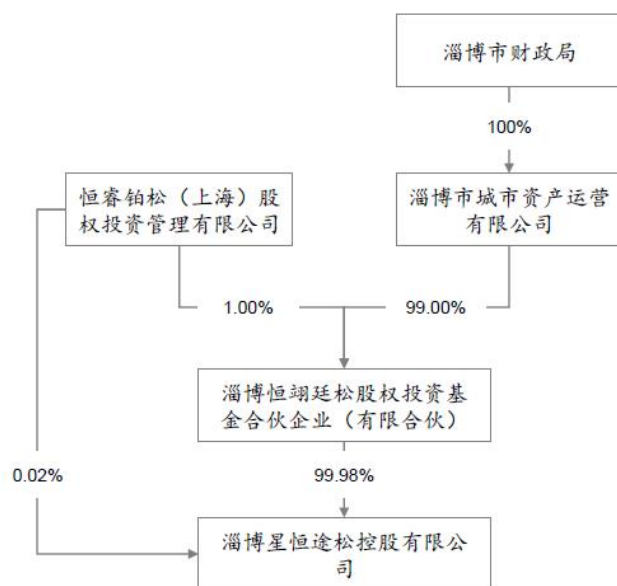 淄博市财政局
100%
恒睿铂松（上海）股
权投资管理有限公司
淄博市城市资产运营
有限公司
1.00%
99.00%
淄博恒翊廷松股权投资基
金合伙企业（有限合伙）
0.02%
99.98%
淄博星恒途松控股有限公
司